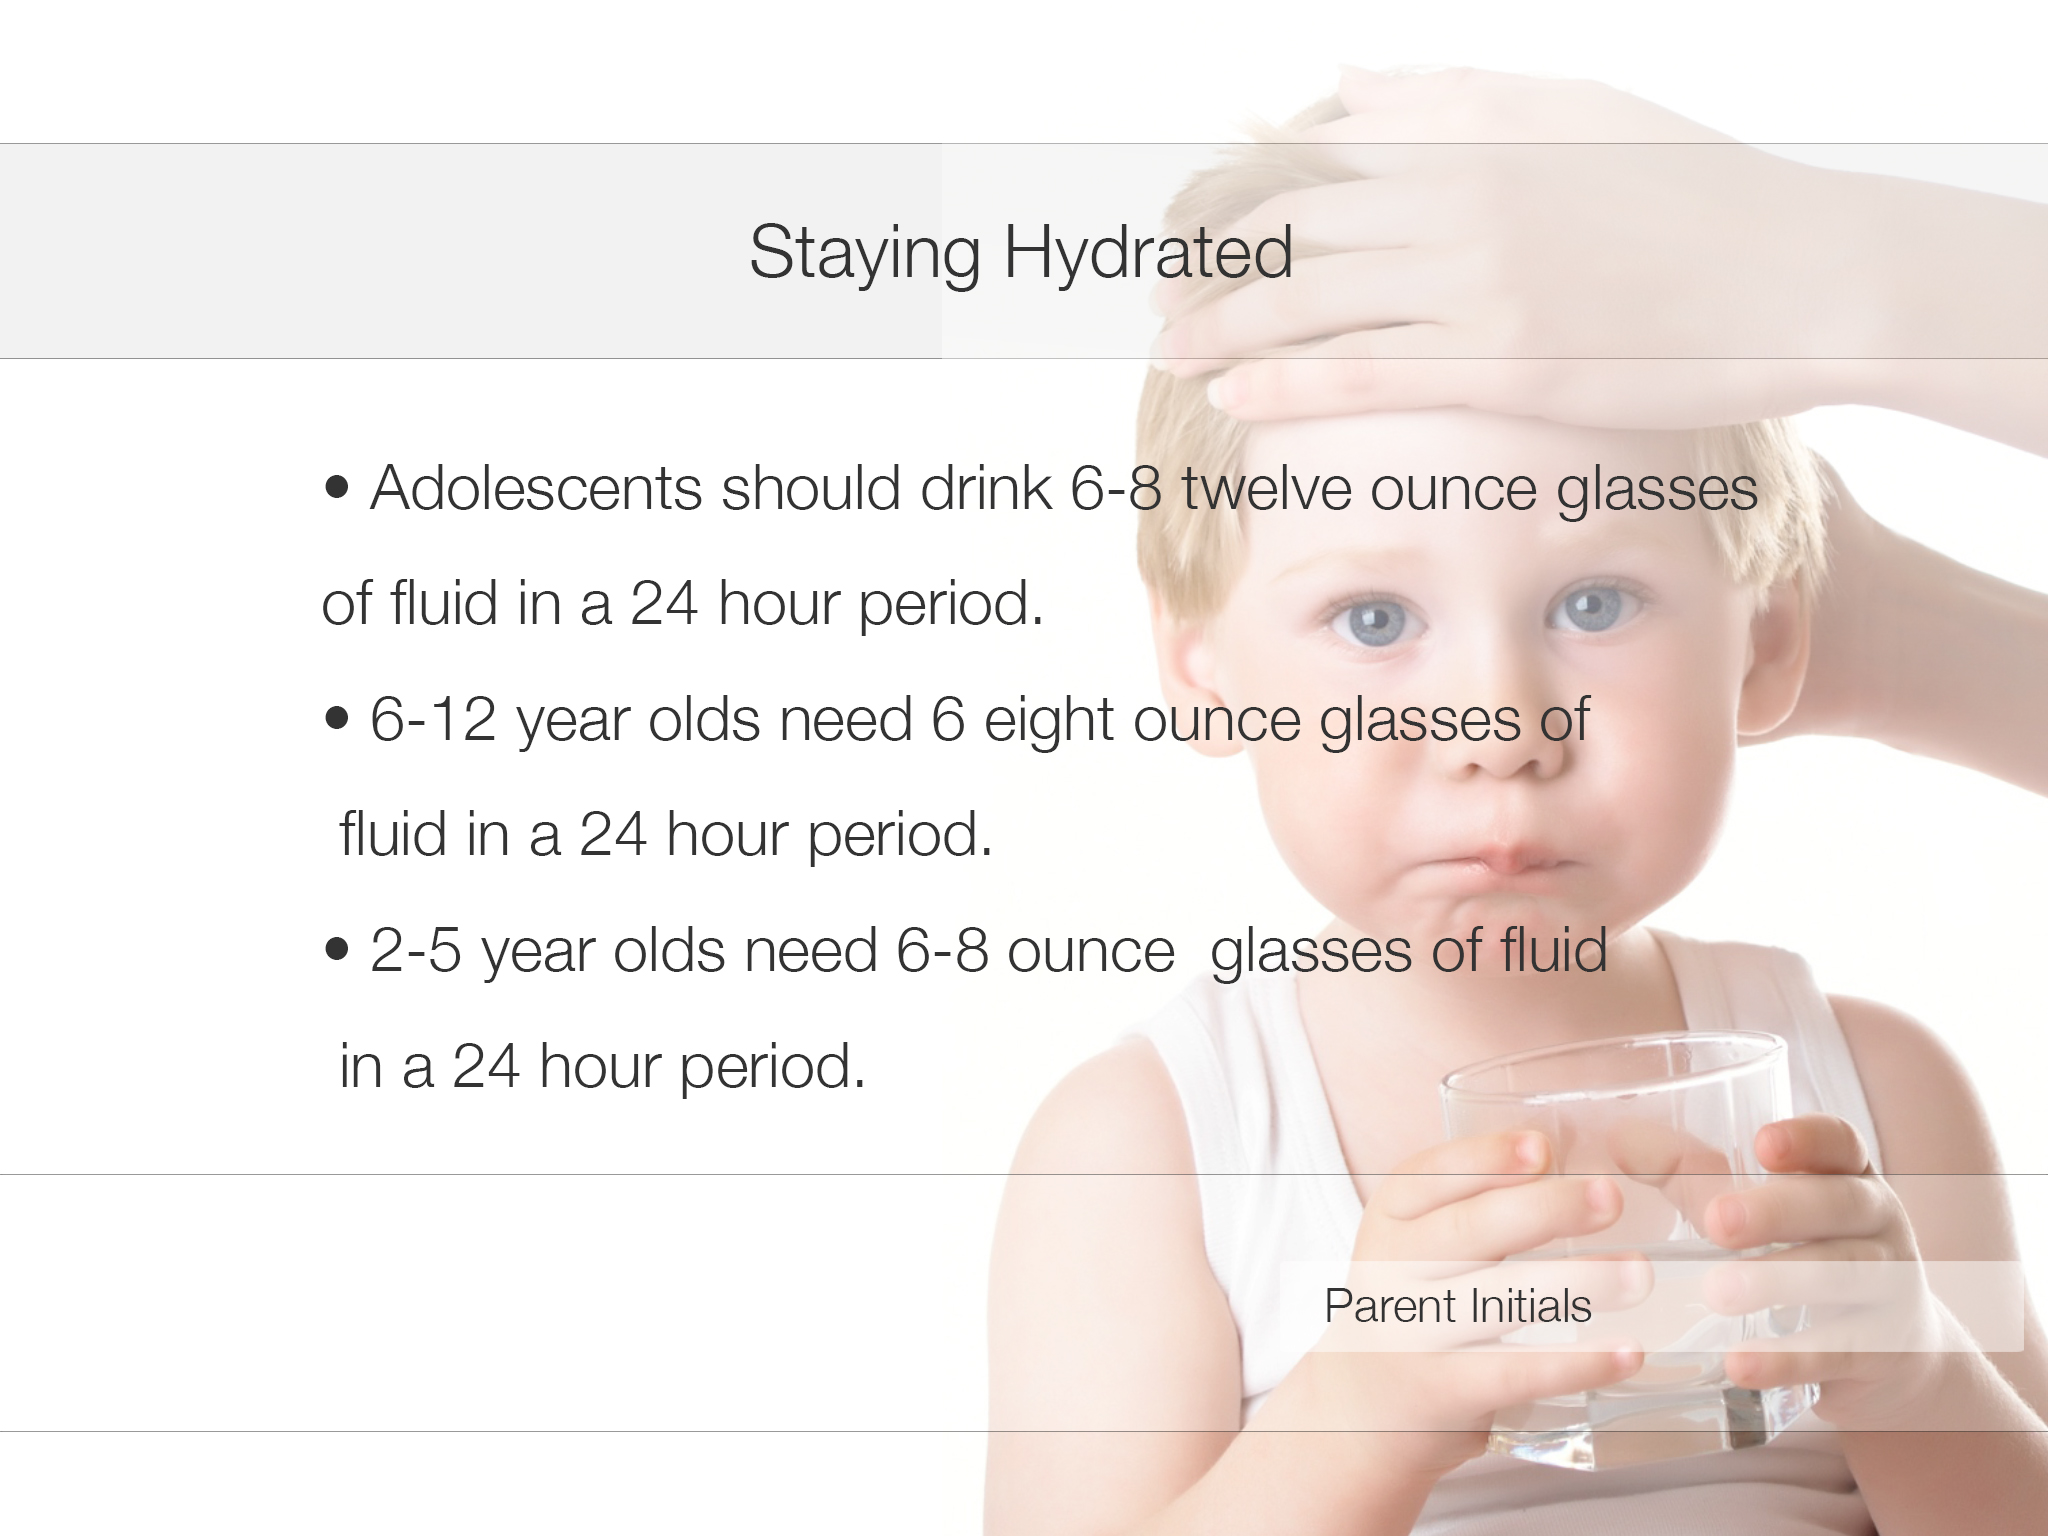 Staying Hydrated
• Adolescents should drink 6-8 twelve ounce glasses
of fluid in a 24 hour period.
• 6-12 year olds need 6 eight ounce glasses of
fluid in a 24 hour period.
• 2-5 year olds need 6-8 ounce  glasses of fluid
in a 24 hour period.
Parent Initials